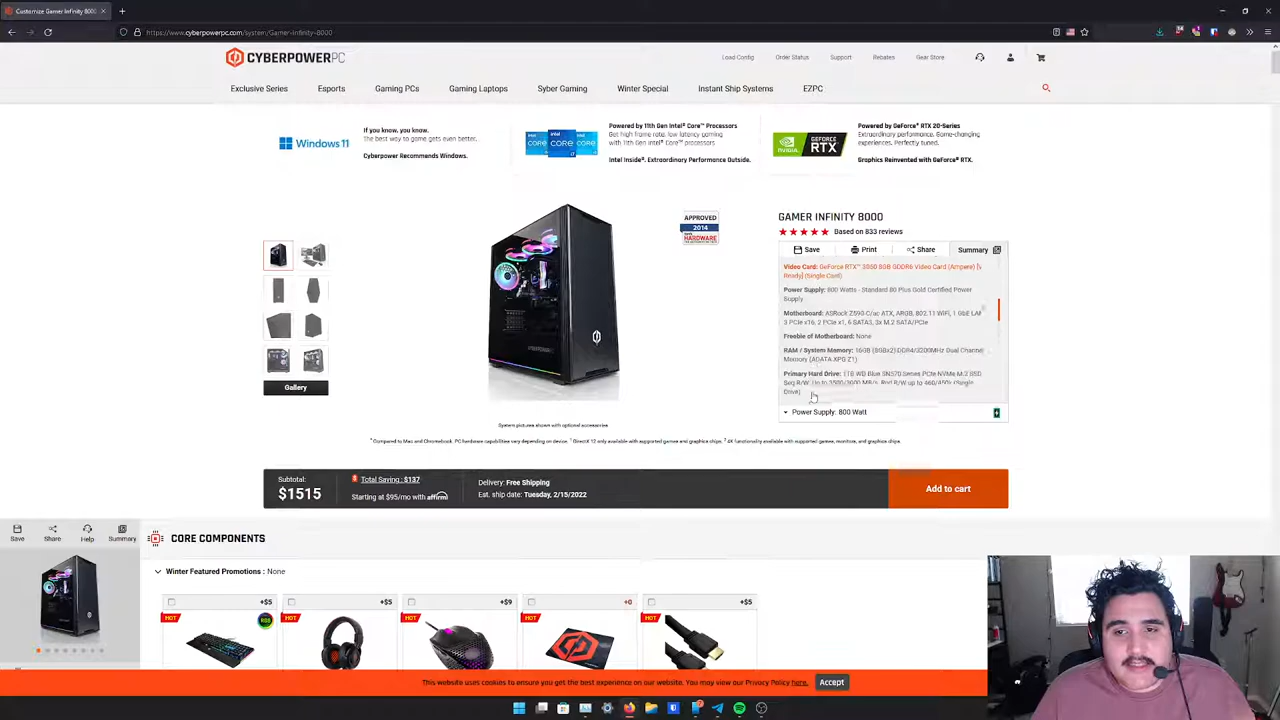 Customize Gamer Infinity 8000
https://www.cyberpowerpc.com/system/Gamer-Infinity-8000
CYBERPOWERPC
Load Config
Order Status
Support
Rebates
Gear Store
Exclusive Series
Esports
Gaming PCs
Gaming Laptops
Cyber Gaming
Winter Special
Instant Ship Systems
EZPC
Windows 11
If you know, you know.
The best way to game gets even better.
Cyberpower Recommends Windows.
intel CORE
Powered by 11th Gen Intel® Core™ Processors
Get high frame rate, low latency gaming
with 11th Gen Intel® Core™ processors
Intel Inside®. Extraordinary Performance Outside.
NVIDIA
GEFORCE
RTX
Powered by GeForce® RTX 20-Series
Extraordinary performance. Game-changing
experiences. Perfectly tuned.
Graphics Reinvented with GeForce® RTX.
APPROVED
2014
HARDWARE
GAMER INFINITY 8000
Based on 833 reviews
Save
Print
Share
Summary
Video Card: GeForce RTX™ 3050 8GB GDDR6 Video Card (Ampere) [V
Ready] (Single Card)
Power Supply: 800 Watts - Standard 80 Plus Gold Certified Power
Supply
Motherboard: ASRock Z590-C/ac ATX, ARGB, 802.11 WiFi, 1 GbE LAN
3 PCIe x16, 2 PCIe x1, 6 SATA3, 3x M.2 SATA/PCIe
Freebie of Motherboard: None
RAM / System Memory: 16GB (8GBx2) DDR4/3200MHz Dual Channel
Memory (ADATA XPG Z1)
Primary Hard Drive: 1TB WD Blue SN570 Series PCIe NVMe M.2 SSD
Seq R/W: Up to 3500/3000 MB/s, Rnd R/W up to 460/450k (Single
Drive)
Power Supply: 800 Watt
Gallery
System pictures shown with optional accessories
* Compared to Mac and Chromebook. PC hardware capabilities may vary depending on device. ¹ DirectX 12 only available with supported games and graphics chips. ² 4K functionality available with supported games, monitors, and graphics chips.
Subtotal:
$1515
Total Saving : $137
Starting at $95/mo with affirm
Delivery: Free Shipping
Est. ship date: Tuesday, 2/15/2022
Add to cart
Save
Share
Help
Summary
CORE COMPONENTS
Winter Featured Promotions : None
+$5
+$5
+$9
+0
+$5
HOT
HOT
HOT
HOT
HOT
This website uses cookies to ensure you get the best experience on our website. You may view our Privacy Policy here.
Accept